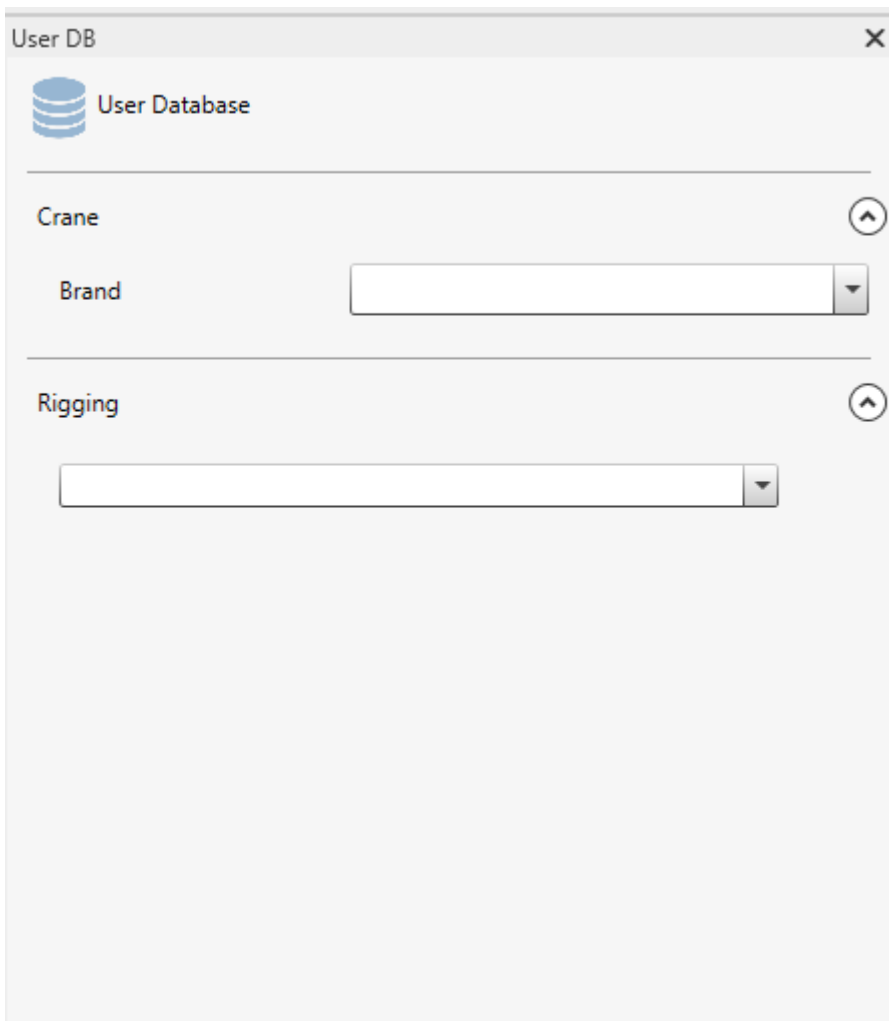 User DB
User Database
Crane
Brand
Rigging